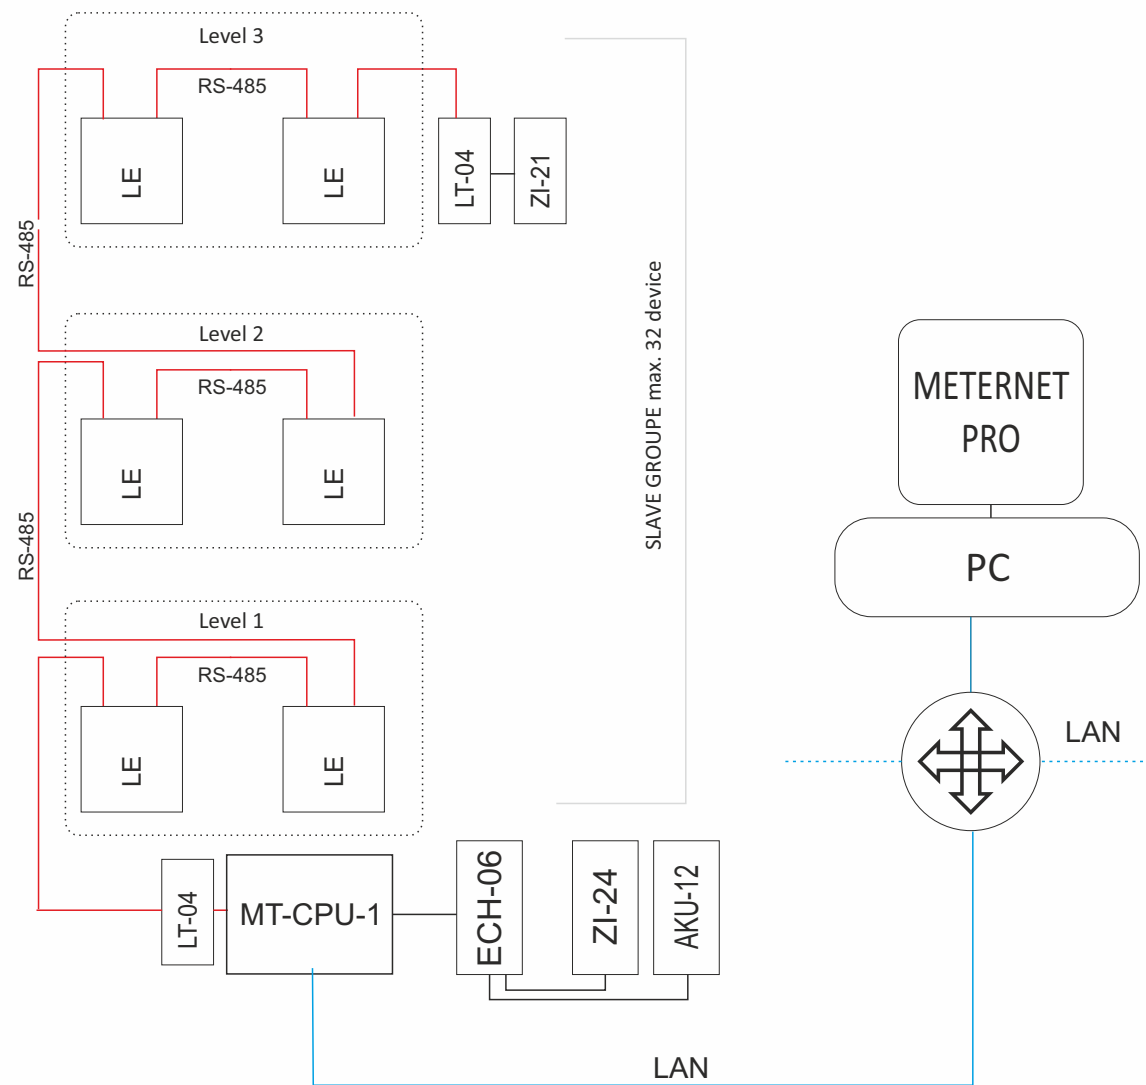 Level 3
RS-485
LE
LE
LT-04
ZI-21
RS-485
Level 2
RS-485
LE
LE
SLAVE GROUPE max. 32 device
METERNET
PRO
PC
RS-485
Level 1
RS-485
LE
LE
LAN
LT-04
MT-CPU-1
ECH-06
ZI-24
AKU-12
LAN